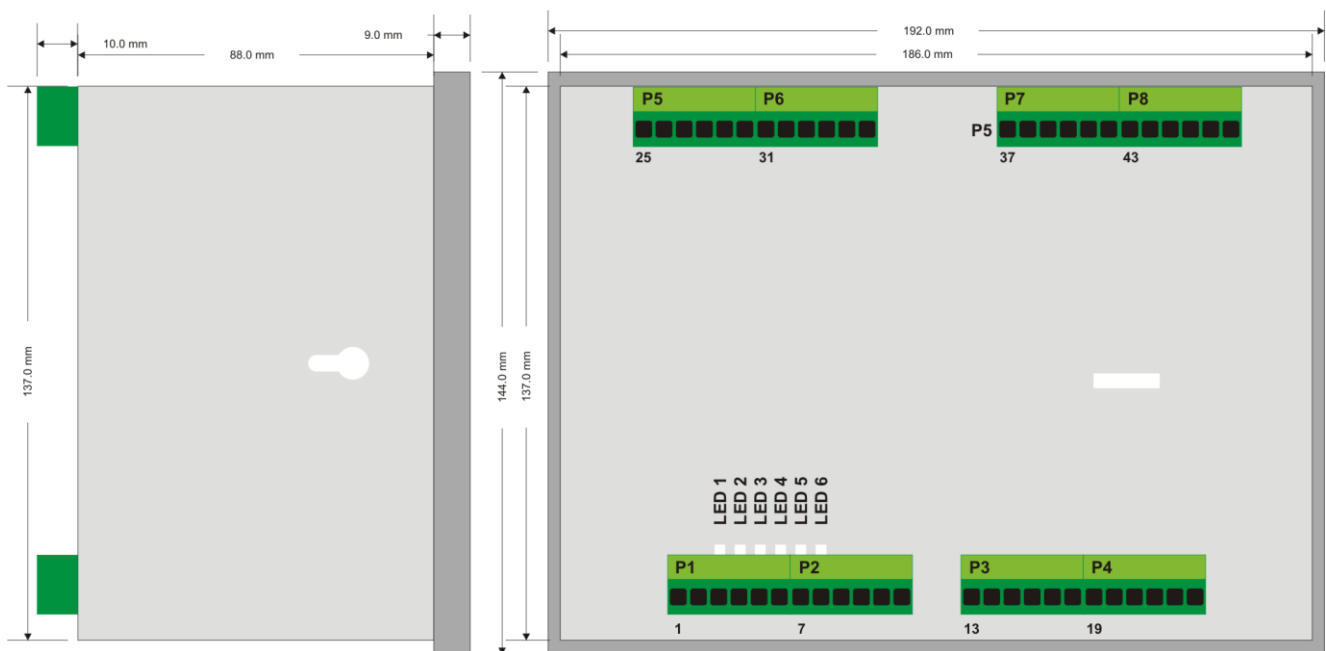 10.0 mm
9.0 mm
88.0 mm
137.0 mm
192.0 mm
186.0 mm
144.0 mm
137.0 mm
P5 P6
25 31
P7 P8
P5
37 43
LED 1
LED 2
LED 3
LED 4
LED 5
LED 6
P1 P2
1 7
P3 P4
13 19